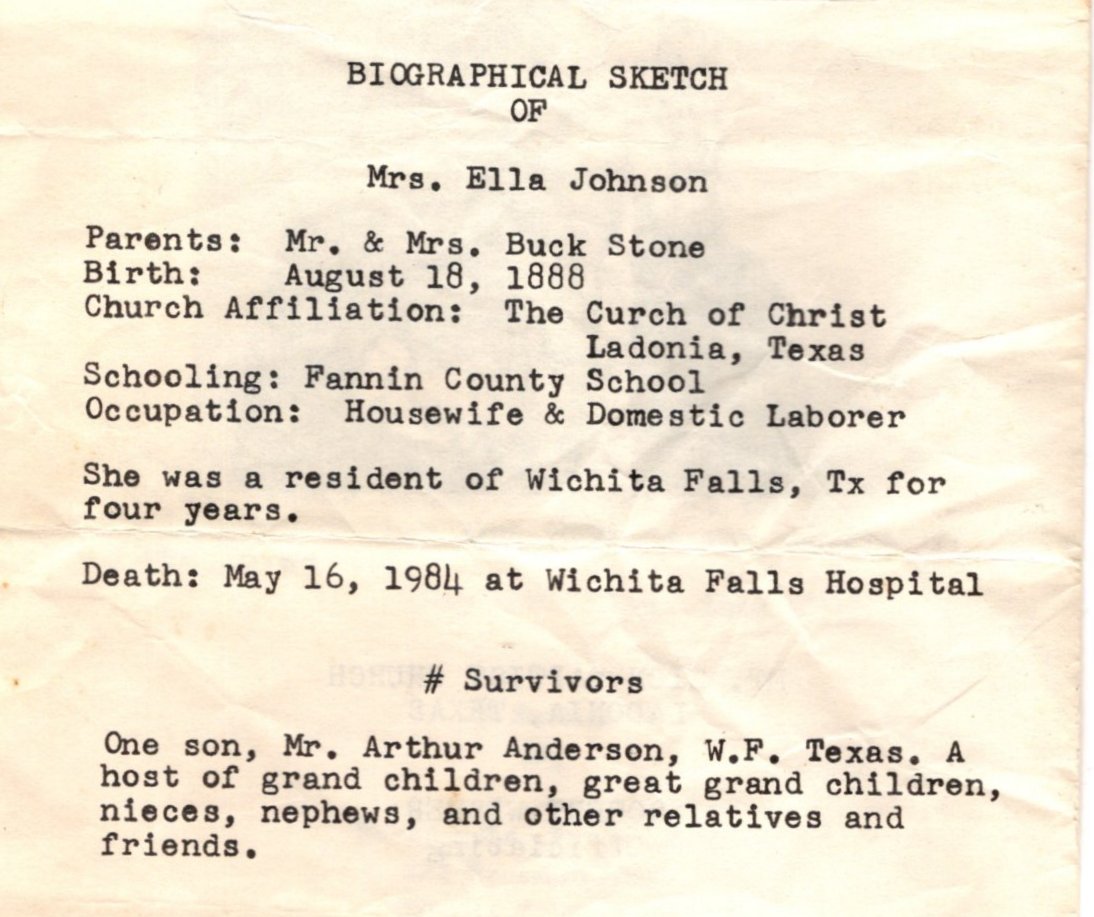 BIOGRAPHICAL SKETCH
OF
Mrs. Ella Johnson
Parents: Mr. & Mrs. Buck Stone
Birth: August 18, 1888
Church Affiliation: The Curch of Christ
Ladonia, Texas
Schooling: Fannin County School
Occupation: Housewife & Domestic Laborer
She was a resident of Wichita Falls, Tx for
four years.
Death: May 16, 1984 at Wichita Falls Hospital
# Survivors
One son, Mr. Arthur Anderson, W.F. Texas. A
host of grand children, great grand children,
nieces, nephews, and other relatives and
friends.